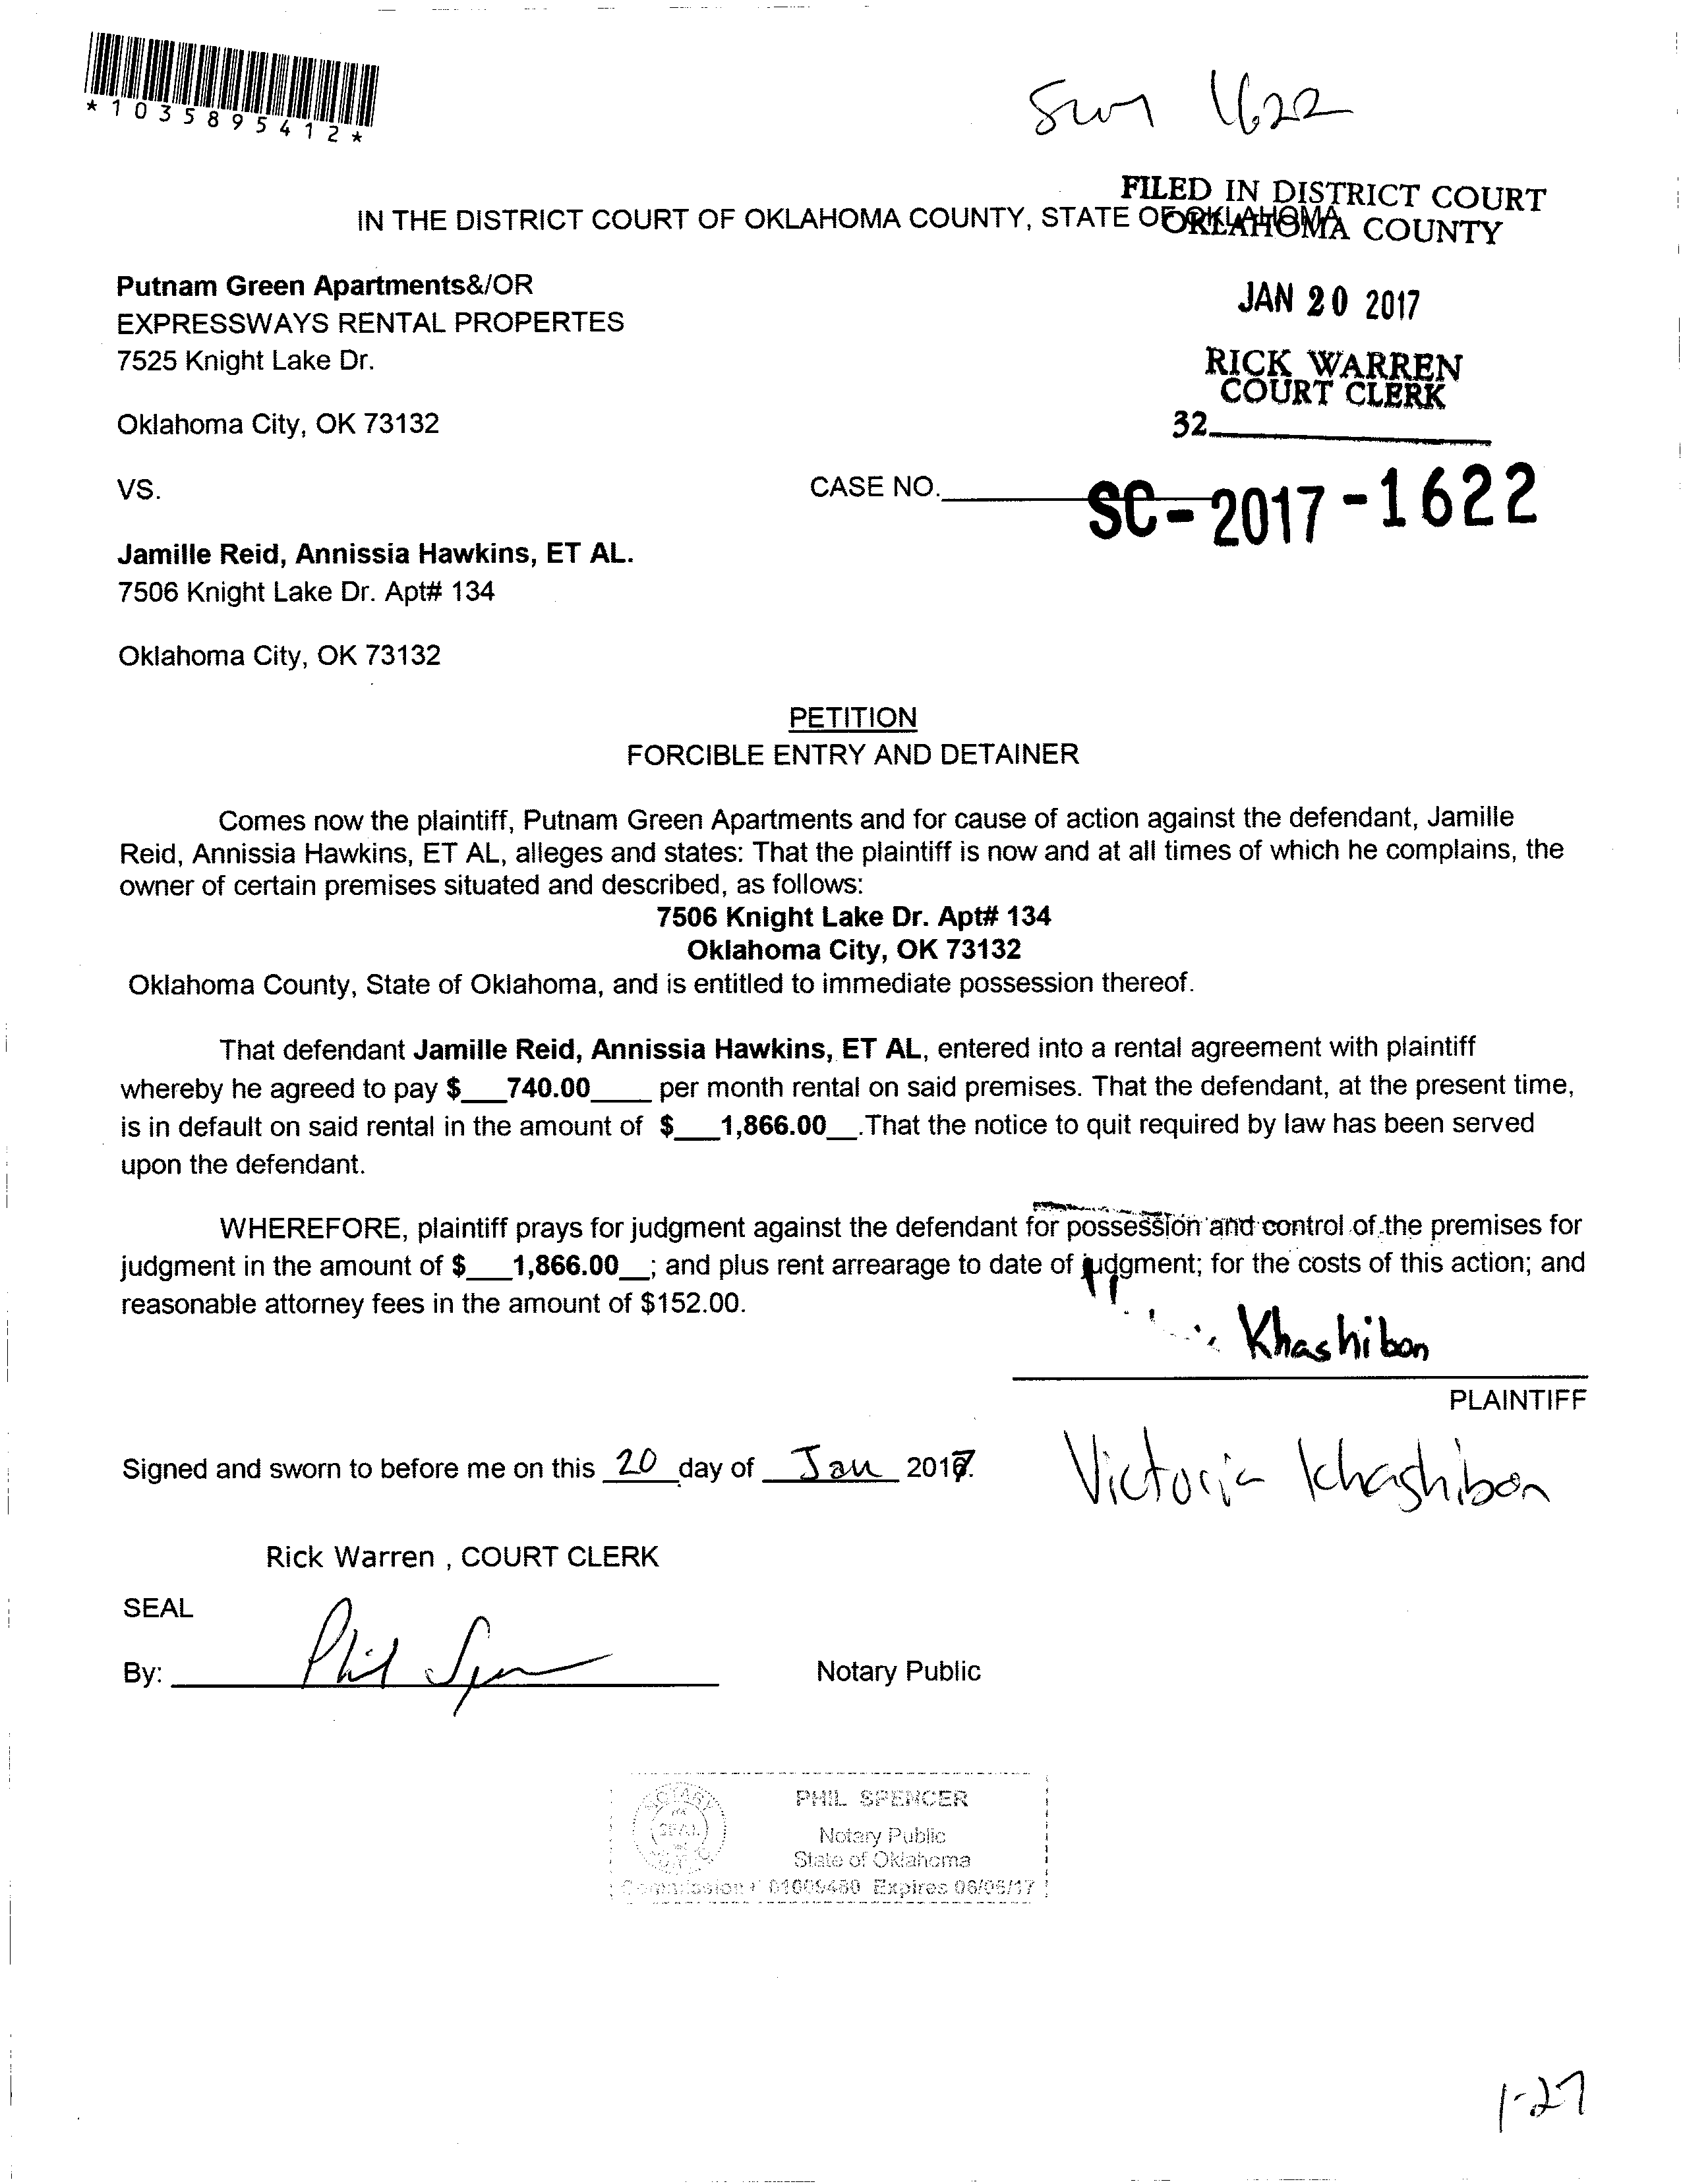 *1035895412*
1622
FILED IN DISTRICT COURT
OKLAHOMA COUNTY
IN THE DISTRICT COURT OF OKLAHOMA COUNTY, STATE OF OKLAHOMA
Putnam Green Apartments&/OR
EXPRESSWAYS RENTAL PROPERTES
7525 Knight Lake Dr.
JAN 20 2017
RICK WARREN
COURT CLERK
Oklahoma City, OK 73132
32
VS.
CASE NO. SC-2017-1622
Jamille Reid, Annissia Hawkins, ET AL.
7506 Knight Lake Dr. Apt# 134
Oklahoma City, OK 73132
PETITION
FORCIBLE ENTRY AND DETAINER
Comes now the plaintiff, Putnam Green Apartments and for cause of action against the defendant, Jamille
Reid, Annissia Hawkins, ET AL, alleges and states: That the plaintiff is now and at all times of which he complains, the
owner of certain premises situated and described, as follows:
7506 Knight Lake Dr. Apt# 134
Oklahoma City, OK 73132
Oklahoma County, State of Oklahoma, and is entitled to immediate possession thereof.
That defendant Jamille Reid, Annissia Hawkins, ET AL, entered into a rental agreement with plaintiff
whereby he agreed to pay $___740.00____ per month rental on said premises. That the defendant, at the present time,
is in default on said rental in the amount of $___1,866.00__.That the notice to quit required by law has been served
upon the defendant.
WHEREFORE, plaintiff prays for judgment against the defendant for possession and control of the premises for
judgment in the amount of $___1,866.00__; and plus rent arrearage to date of judgment; for the costs of this action; and
reasonable attorney fees in the amount of $152.00.
Khashibon
PLAINTIFF
Signed and sworn to before me on this 20 day of Jan 2017.
Victoria Khashibon
Rick Warren , COURT CLERK
SEAL
By: Phil Spencer
Notary Public
PHIL SPENCER
Notary Public
State of Oklahoma
Commission # 01009460 Expires 06/06/17
1-27